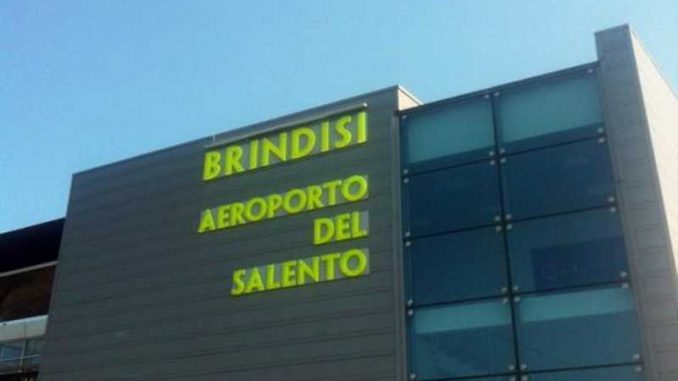 BRINDISI
AEROPORTO
DEL
SALENTO